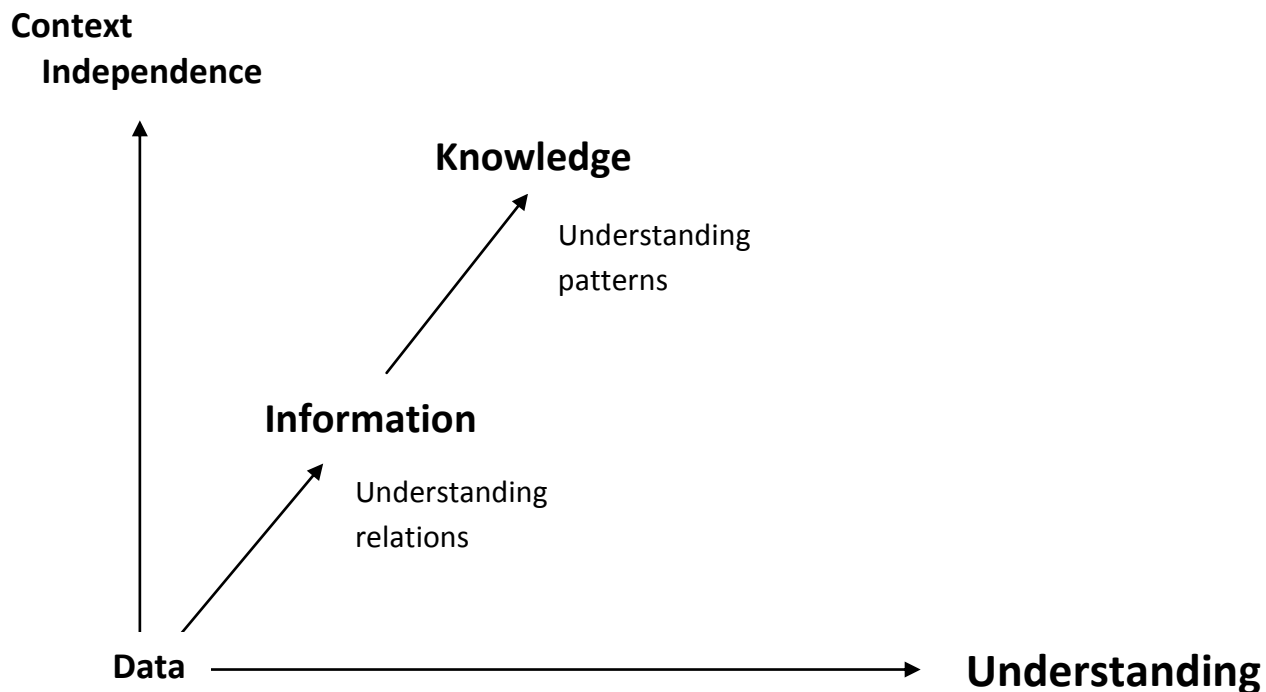 Context
Independence
Knowledge
Understanding
patterns
Information
Understanding
relations
Data
Understanding